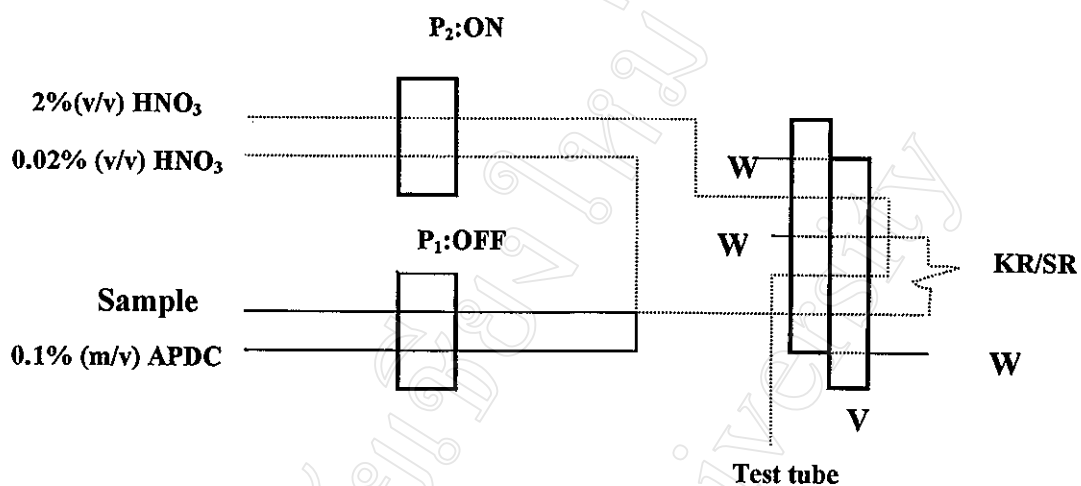 P₂:ON
2%(v/v) HNO₃
0.02% (v/v) HNO₃
W
W
P₁:OFF
KR/SR
Sample
0.1% (m/v) APDC
W
V
Test tube